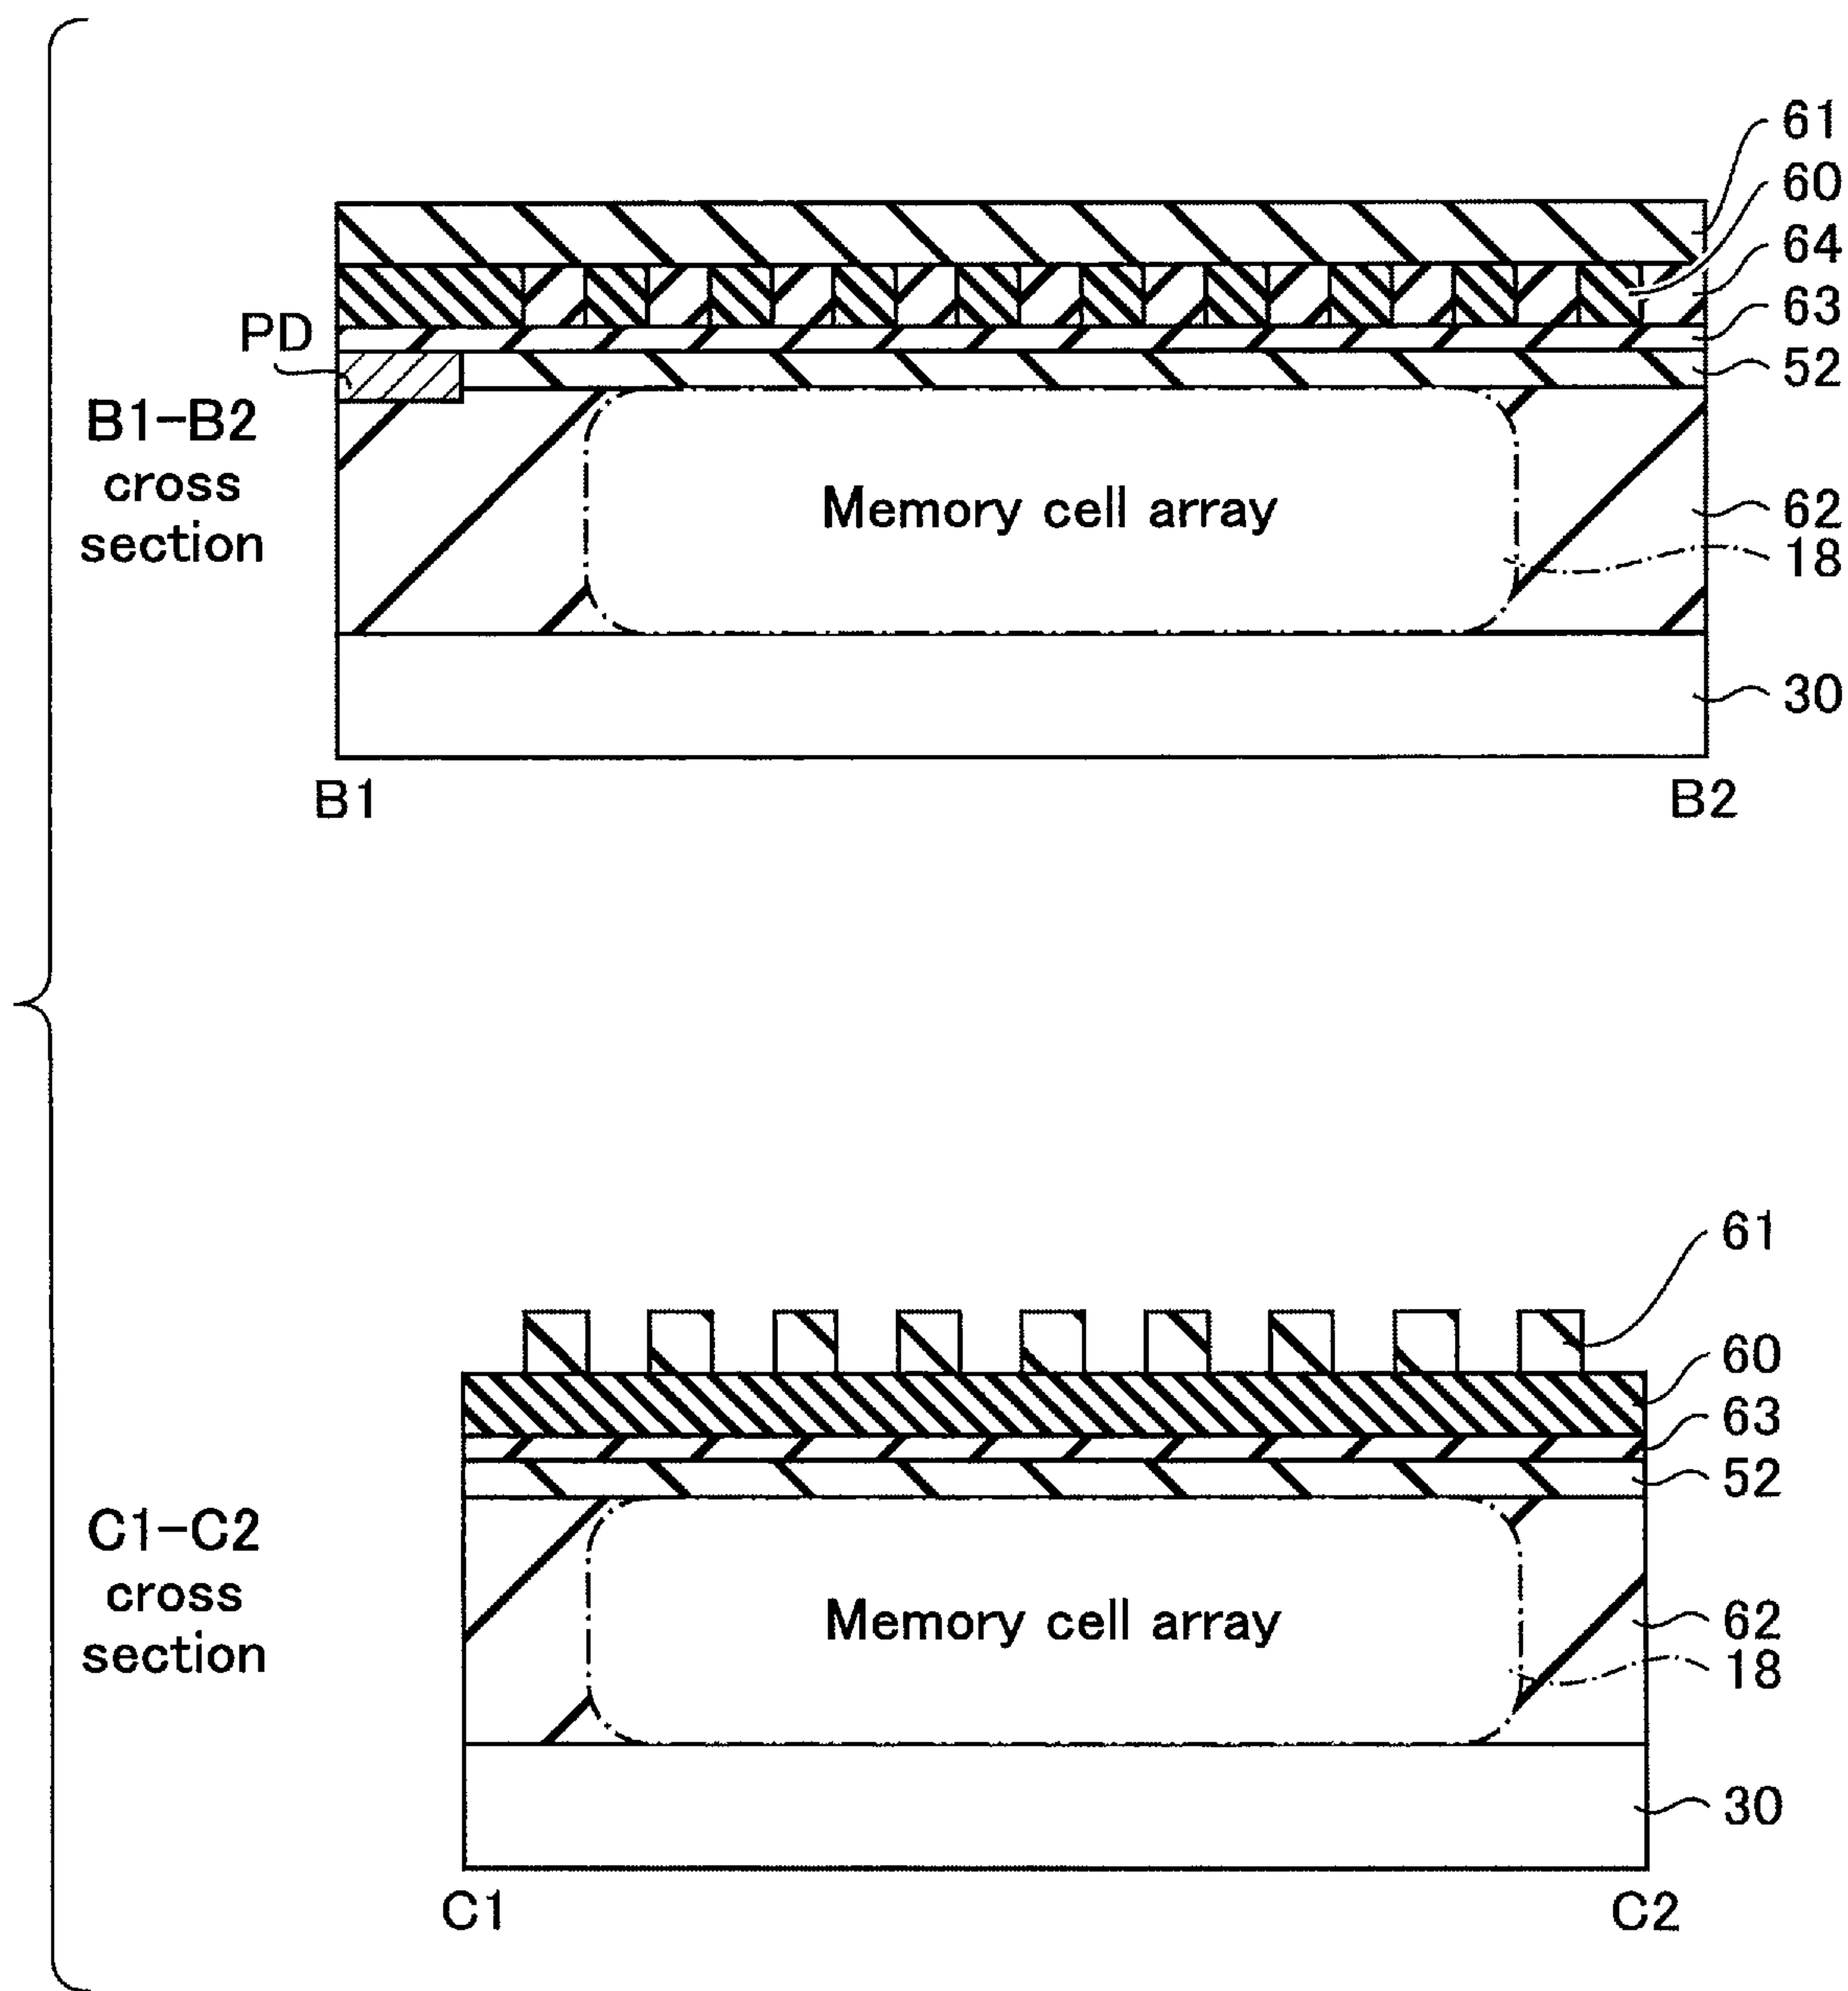 61
60
64
63
PD
52
B1-B2
cross
section
Memory cell array
62
18
30
B1
B2
61
60
63
52
C1-C2
cross
section
Memory cell array
62
18
30
C1
C2